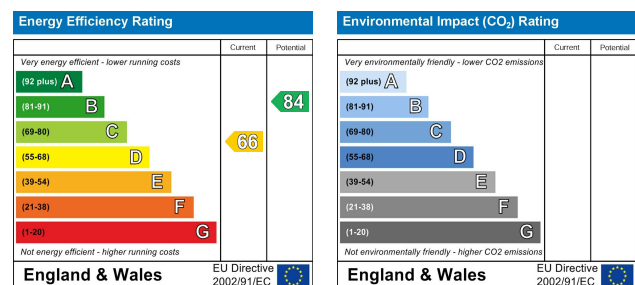 Energy Efficiency Rating
Current Potential
Very energy efficient - lower running costs
(92 plus) A
(81-91) B
84
(69-80) C
66
(55-68) D
(39-54) E
(21-38) F
(1-20) G
Not energy efficient - higher running costs
England & Wales
EU Directive
2002/91/EC
Environmental Impact (CO₂) Rating
Current Potential
Very environmentally friendly - lower CO2 emissions
(92 plus) A
(81-91) B
(69-80) C
(55-68) D
(39-54) E
(21-38) F
(1-20) G
Not environmentally friendly - higher CO2 emissions
England & Wales
EU Directive
2002/91/EC